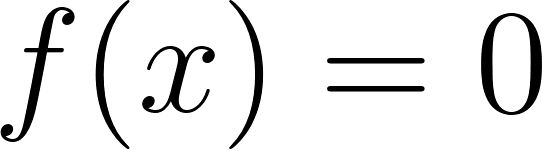 f(x) = 0